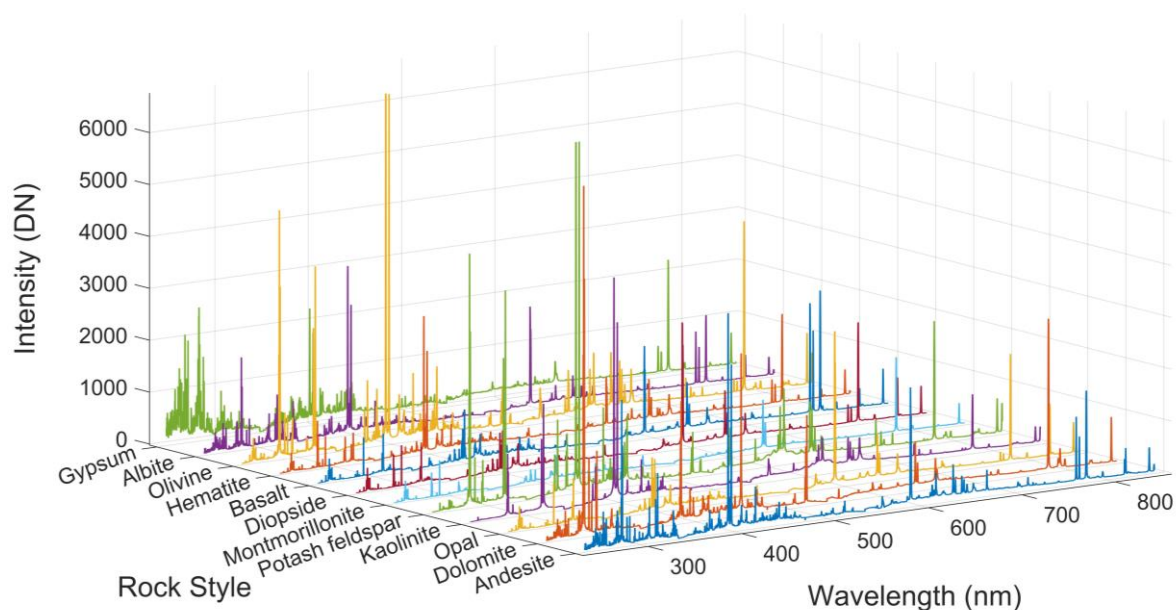 6000
5000
4000
3000
2000
1000
0
Intensity (DN)
Gypsum
Albite
Olivine
Hematite
Basalt
Diopside
Montmorillonite
Potash feldspar
Kaolinite
Opal
Dolomite
Andesite
Rock Style
300
400
500
600
700
800
Wavelength (nm)